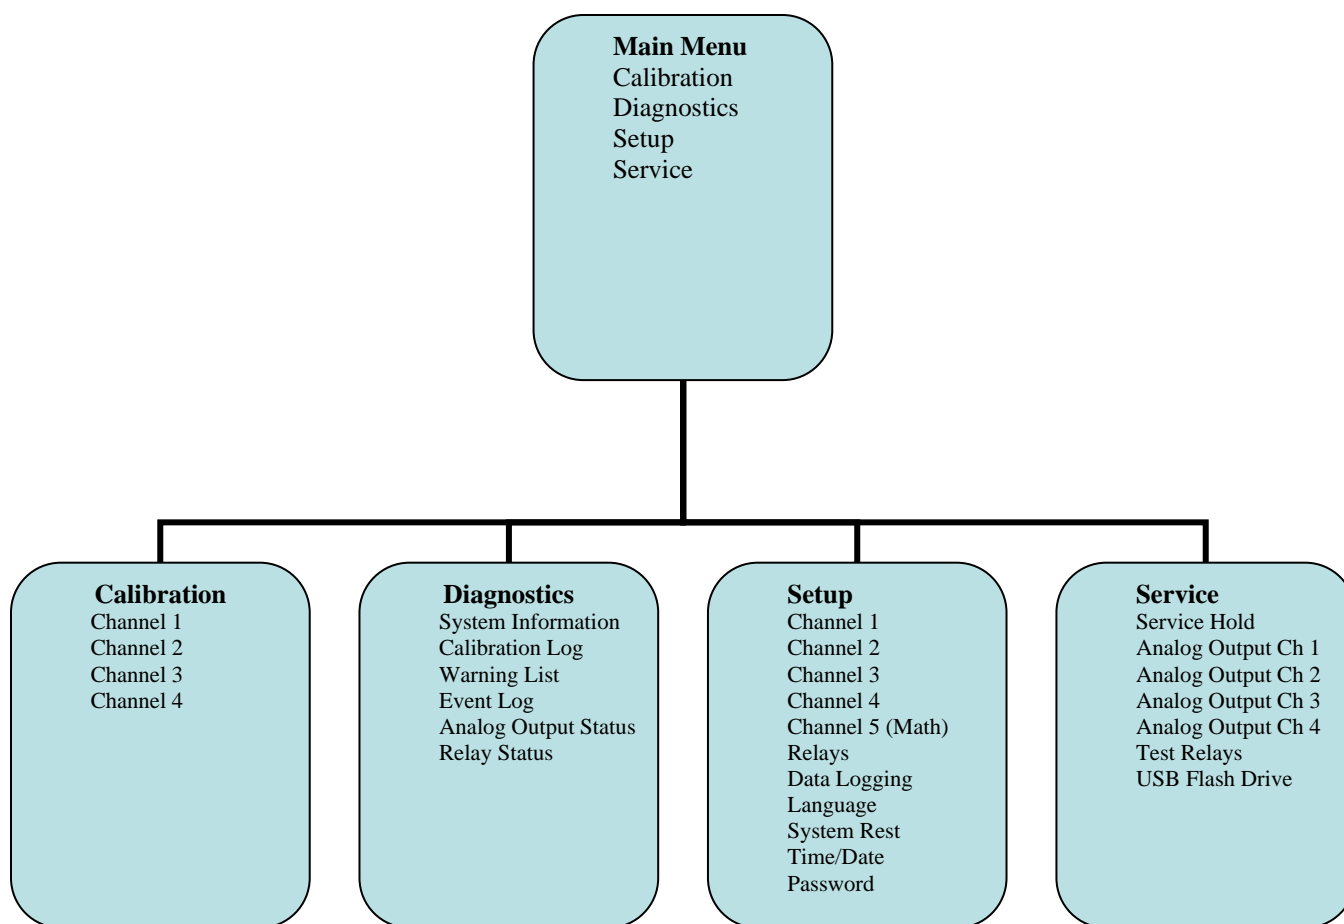 Main Menu
Calibration
Diagnostics
Setup
Service
Calibration
Channel 1
Channel 2
Channel 3
Channel 4
Diagnostics
System Information
Calibration Log
Warning List
Event Log
Analog Output Status
Relay Status
Setup
Channel 1
Channel 2
Channel 3
Channel 4
Channel 5 (Math)
Relays
Data Logging
Language
System Rest
Time/Date
Password
Service
Service Hold
Analog Output Ch 1
Analog Output Ch 2
Analog Output Ch 3
Analog Output Ch 4
Test Relays
USB Flash Drive